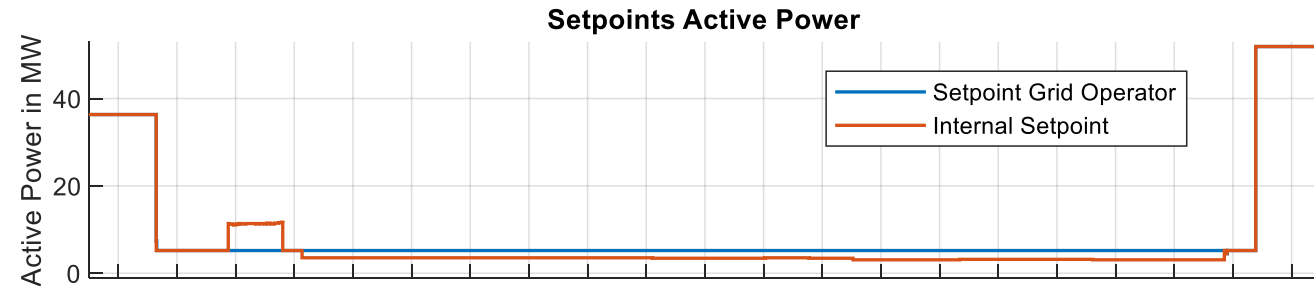 Setpoints Active Power
Active Power in MW
40
20
0
Setpoint Grid Operator
Internal Setpoint